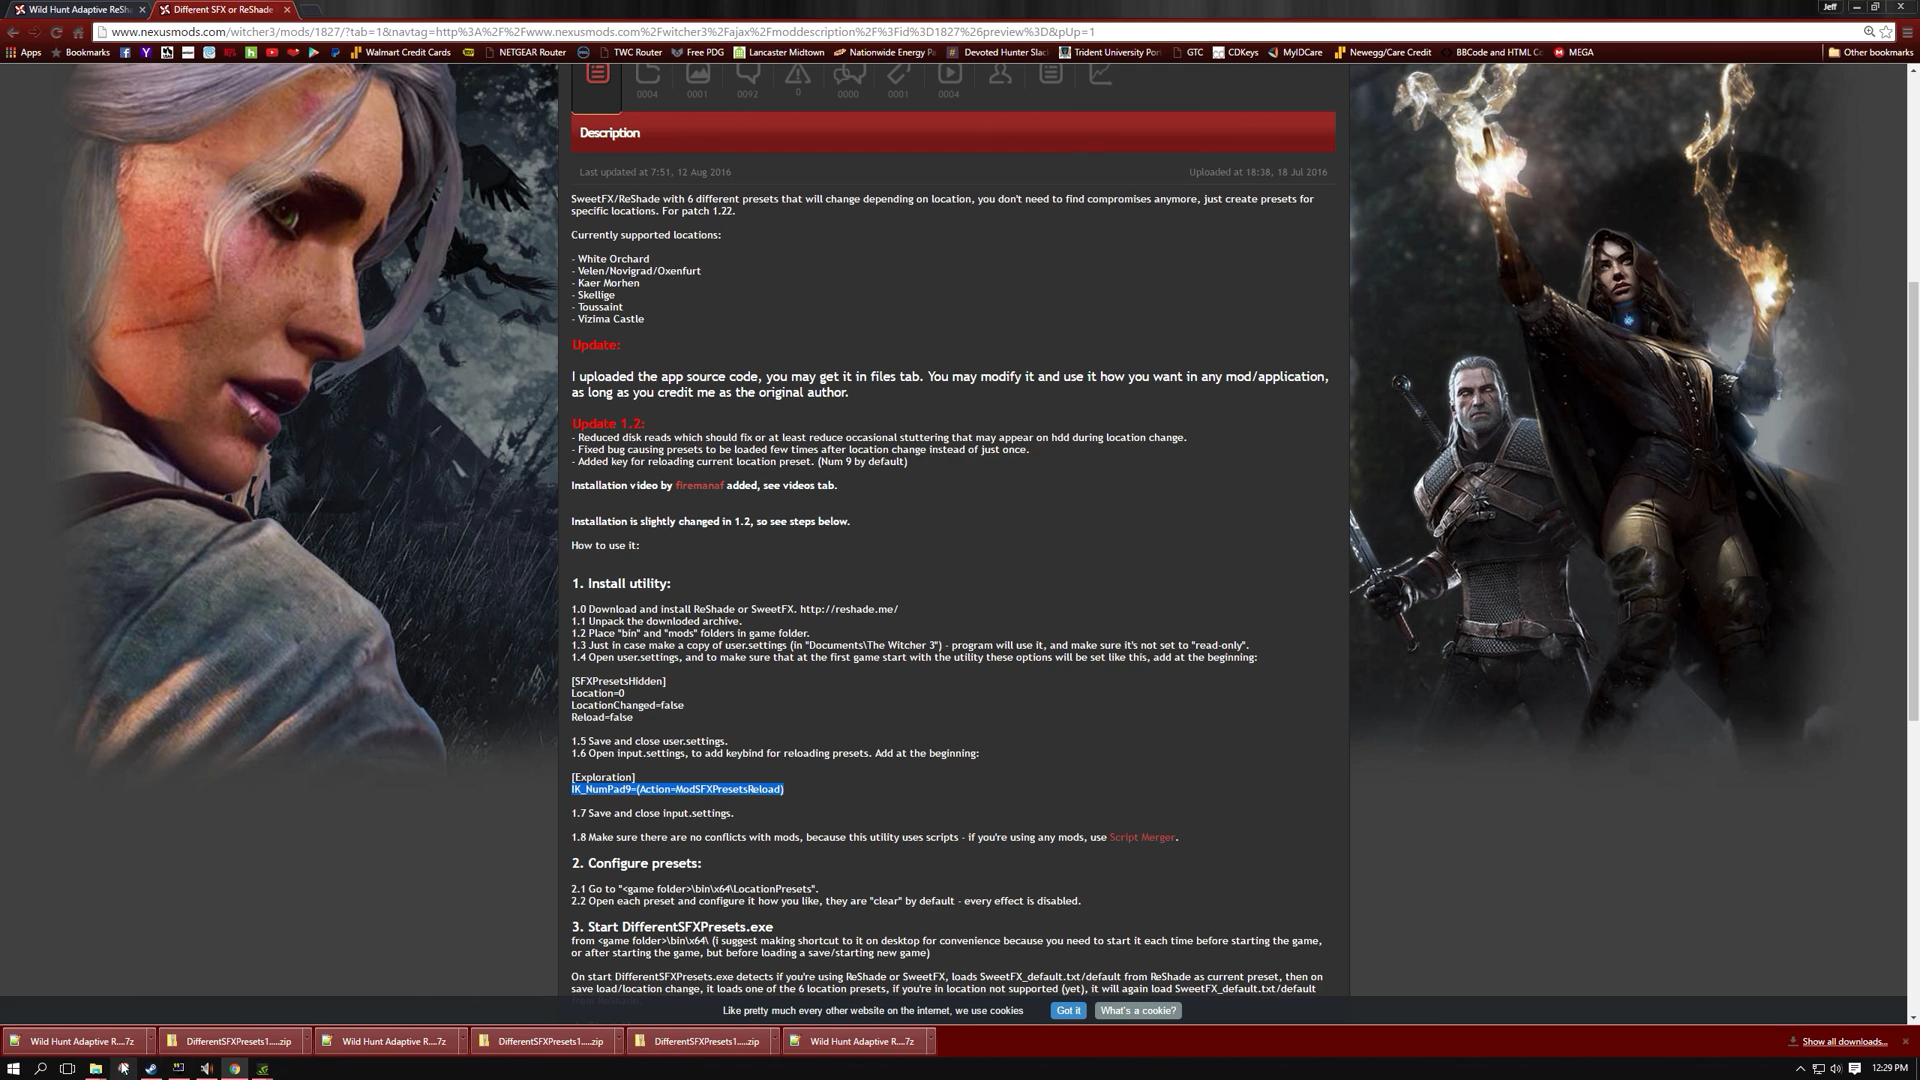 Wild Hunt Adaptive ReSha
Different SFX or ReShade
Jeff
www.nexusmods.com/witcher3/mods/1827/?tab=1&navtag=http%3A%2F%2Fwww.nexusmods.com%2Fwitcher3%2Fajax%2Fmoddescription%2F%3Fid%3D1827%26preview%3D&pUp=1
Apps
Bookmarks
Walmart Credit Cards
NETGEAR Router
TWC Router
Free PDG
Lancaster Midtown
Nationwide Energy Pa
Devoted Hunter Slac
Trident University Port
GTC
CDKeys
MyIDCare
Newegg/Care Credit
BBCode and HTML Co
MEGA
Other bookmarks
0004
0001
0092
0
0000
0001
0004
Description
Last updated at 7:51, 12 Aug 2016
Uploaded at 18:38, 18 Jul 2016
SweetFX/ReShade with 6 different presets that will change depending on location, you don't need to find compromises anymore, just create presets for
specific locations. For patch 1.22.
Currently supported locations:
- White Orchard
- Velen/Novigrad/Oxenfurt
- Kaer Morhen
- Skellige
- Toussaint
- Vizima Castle
Update:
I uploaded the app source code, you may get it in files tab. You may modify it and use it how you want in any mod/application,
as long as you credit me as the original author.
Update 1.2:
- Reduced disk reads which should fix or at least reduce occasional stuttering that may appear on hdd during location change.
- Fixed bug causing presets to be loaded few times after location change instead of just once.
- Added key for reloading current location preset. (Num 9 by default)
Installation video by firemanaf added, see videos tab.
Installation is slightly changed in 1.2, so see steps below.
How to use it:
1. Install utility:
1.0 Download and install ReShade or SweetFX. http://reshade.me/
1.1 Unpack the downloded archive.
1.2 Place "bin" and "mods" folders in game folder.
1.3 Just in case make a copy of user.settings (in "Documents\The Witcher 3") - program will use it, and make sure it's not set to "read-only".
1.4 Open user.settings, and to make sure that at the first game start with the utility these options will be set like this, add at the beginning:
[SFXPresetsHidden]
Location=0
LocationChanged=false
Reload=false
1.5 Save and close user.settings.
1.6 Open input.settings, to add keybind for reloading presets. Add at the beginning:
[Exploration]
IK_NumPad9=(Action=ModSFXPresetsReload)
1.7 Save and close input.settings.
1.8 Make sure there are no conflicts with mods, because this utility uses scripts - if you're using any mods, use Script Merger.
2. Configure presets:
2.1 Go to "<game folder>\bin\x64\LocationPresets".
2.2 Open each preset and configure it how you like, they are "clear" by default - every effect is disabled.
3. Start DifferentSFXPresets.exe
from <game folder>\bin\x64\ (i suggest making shortcut to it on desktop for convenience because you need to start it each time before starting the game,
or after starting the game, but before loading a save/starting new game)
On start DifferentSFXPresets.exe detects if you're using ReShade or SweetFX, loads SweetFX_default.txt/default from ReShade as current preset, then on
save load/location change, it loads one of the 6 location presets, if you're in location not supported (yet), it will again load SweetFX_default.txt/default
Like pretty much every other website on the internet, we use cookies
Got it
What's a cookie?
Wild Hunt Adaptive R....7z
DifferentSFXPresets1.....zip
Wild Hunt Adaptive R....7z
DifferentSFXPresets1.....zip
DifferentSFXPresets1.....zip
Wild Hunt Adaptive R....7z
Show all downloads...
12:29 PM